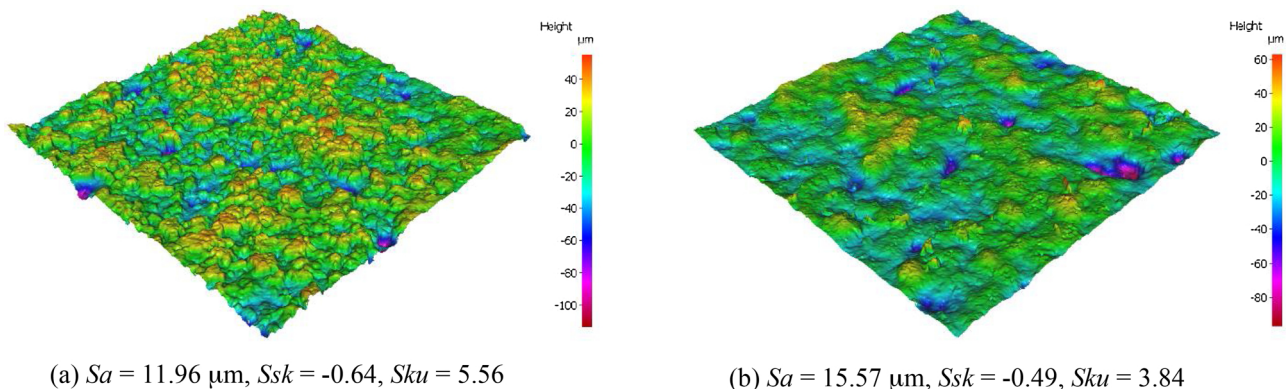 Height
µm
40
20
0
-20
-40
-60
-80
-100
Height
µm
60
40
20
0
-20
-40
-60
-80
(a) Sa = 11.96 µm, Ssk = -0.64, Sku = 5.56
(b) Sa = 15.57 µm, Ssk = -0.49, Sku = 3.84